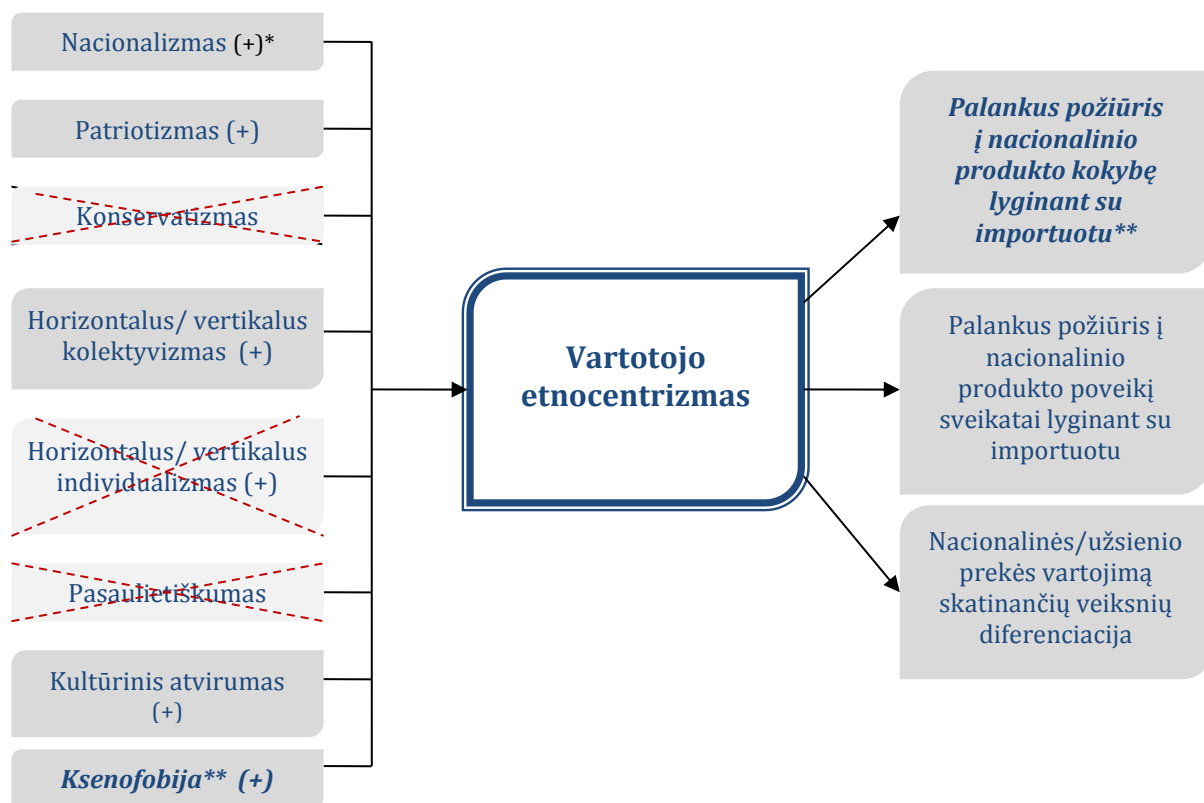 Nacionalizmas (+)*
Patriotizmas (+)
Konservatizmas
Horizontalus/ vertikalus
kolektyvizmas (+)
Horizontalus/ vertikalus
individualizmas (+)
Pasaulietiškumas
Kultūrinis atvirumas
(+)
Ksenofobija** (+)
Vartotojo
etnocentrizmas
Palankus požiūris
į nacionalinio
produkto kokybę
lyginant su
importuotu**
Palankus požiūris į
nacionalinio
produkto poveikį
sveikatai lyginant su
importuotu
Nacionalinės/užsienio
prekės vartojimą
skatinančių veiksnių
diferenciacija